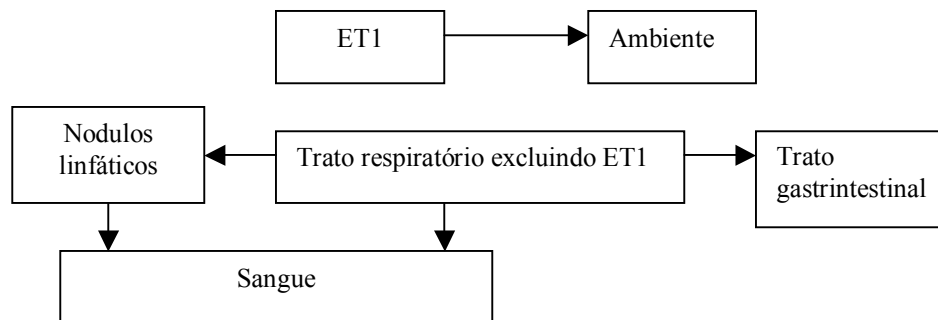 ET1
Ambiente
Nodulos
linfáticos
Trato respiratório excluindo ET1
Trato
gastrintestinal
Sangue